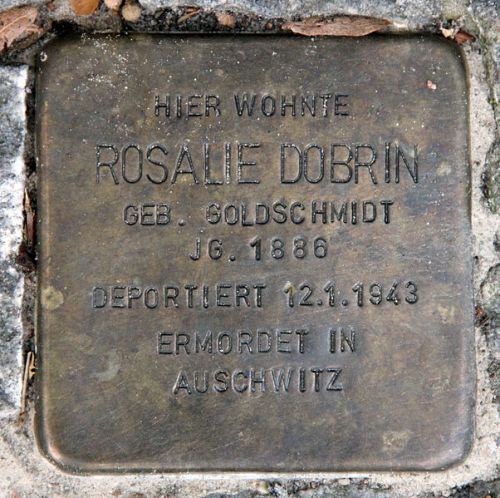 HIER WOHNTE
ROSALIE DOBRIN
GEB. GOLDSCHMIDT
JG. 1886
DEPORTIERT 12.1.1943
ERMORDET IN
AUSCHWITZ